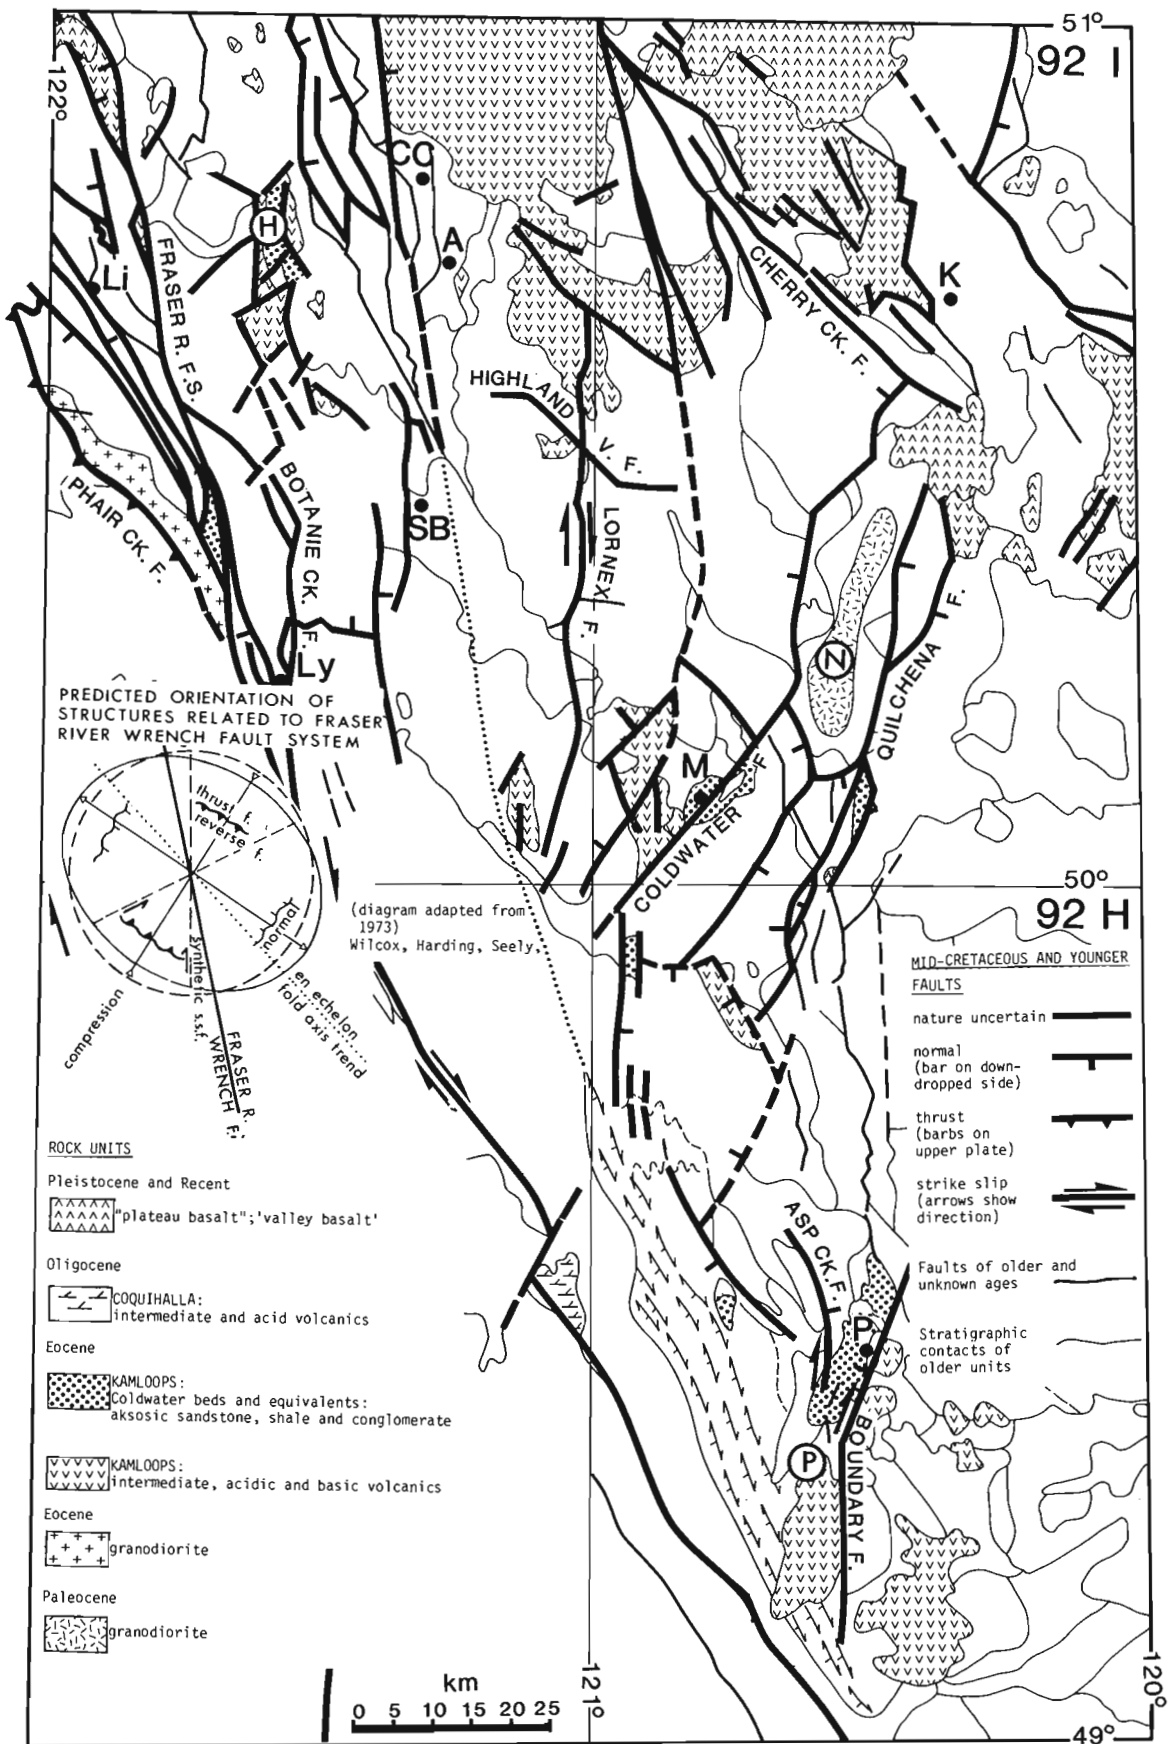 51°
92 I
122°
CC
H
A
Li
FRASER R. F.S.
CHERRY CK. F.
K
HIGHLAND V. F.
BOTANIE CK. F.
PHAIR CK. F.
SB
LORNEX F.
N
QUILCHENA F.
Ly
PREDICTED ORIENTATION OF
STRUCTURES RELATED TO FRASER
RIVER WRENCH FAULT SYSTEM
M
COLDWATER F
thrust f.
reverse f.
normal
synthetic s.s.f.
compression
en echelon
fold axis trend
FRASER R.
WRENCH F.
(diagram adapted from
1973)
Wilcox, Harding, Seely,
50°
92 H
MID-CRETACEOUS AND YOUNGER
FAULTS
nature uncertain
normal
(bar on down-
dropped side)
thrust
(barbs on
upper plate)
strike slip
(arrows show
direction)
Faults of older and
unknown ages
Stratigraphic
contacts of
older units
ASP CK. F.
P
P
BOUNDARY F.
ROCK UNITS
Pleistocene and Recent
"plateau basalt";'valley basalt'
Oligocene
COQUIHALLA:
intermediate and acid volcanics
Eocene
KAMLOOPS:
Coldwater beds and equivalents:
aksosic sandstone, shale and conglomerate
KAMLOOPS:
intermediate, acidic and basic volcanics
Eocene
granodiorite
Paleocene
granodiorite
km
0 5 10 15 20 25
121°
120°
49°